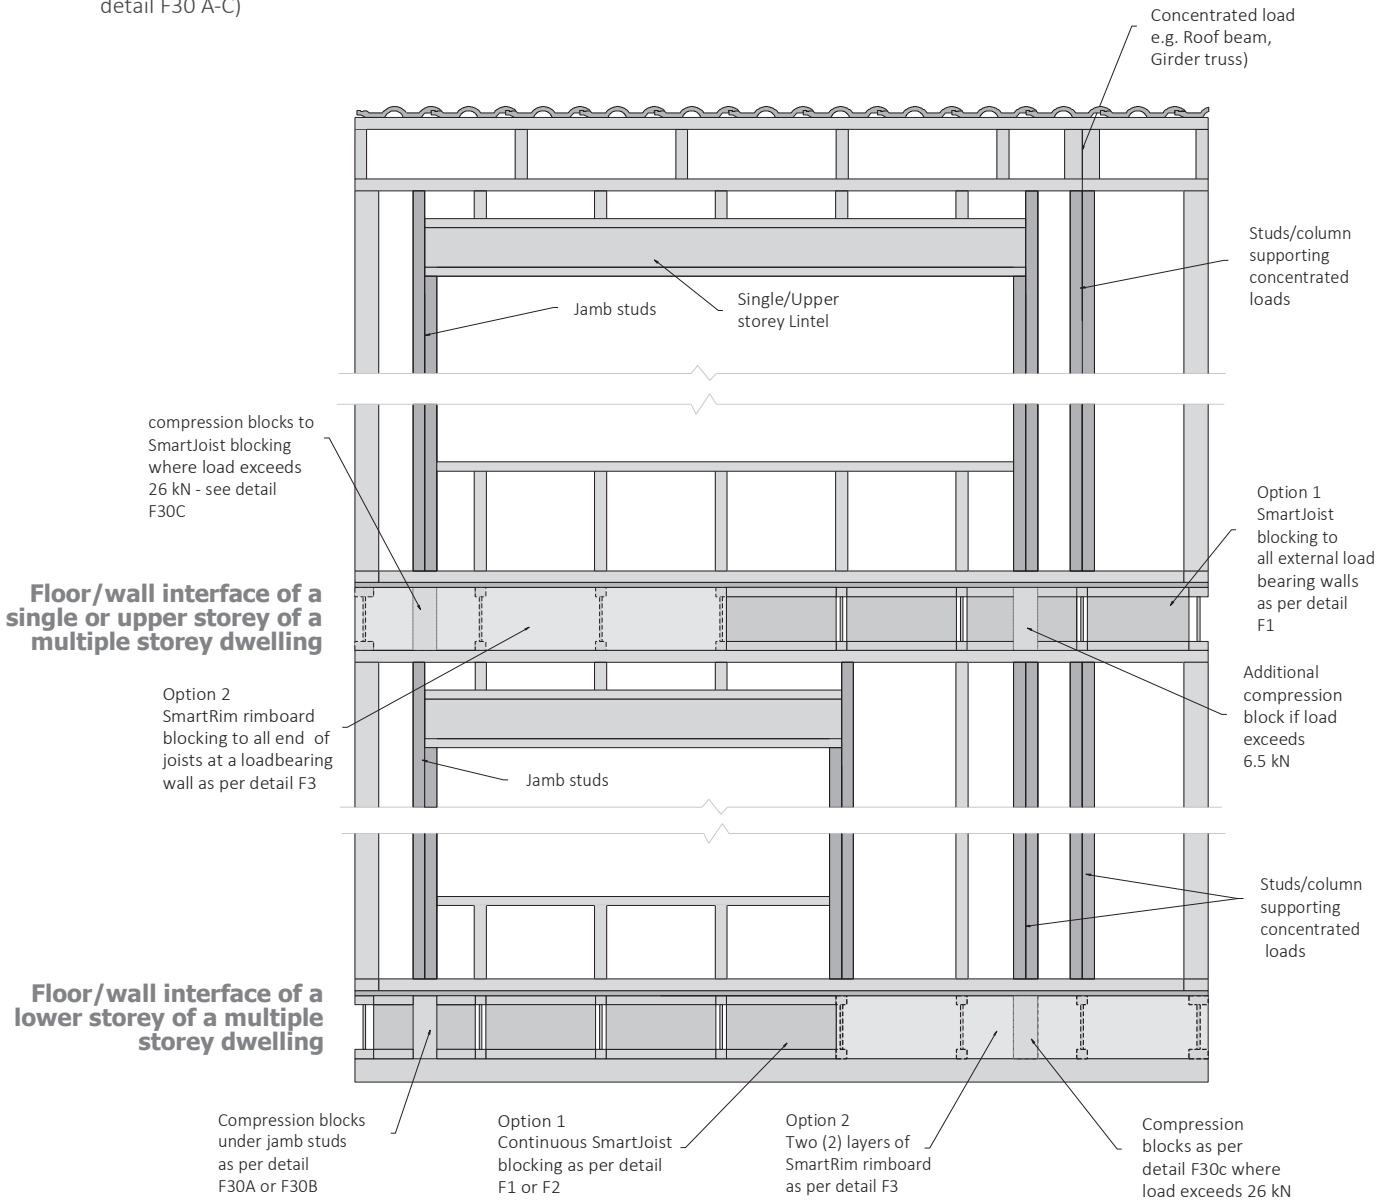 detail F30 A-C)
Concentrated load
e.g. Roof beam,
Girder truss)
Studs/column
supporting
concentrated
loads
Jamb studs
Single/Upper
storey Lintel
compression blocks to
SmartJoist blocking
where load exceeds
26 kN - see detail
F30C
Option 1
SmartJoist
blocking to
all external load
bearing walls
as per detail
F1
Floor/wall interface of a
single or upper storey of a
multiple storey dwelling
Option 2
SmartRim rimboard
blocking to all end of
joists at a loadbearing
wall as per detail F3
Additional
compression
block if load
exceeds
6.5 kN
Jamb studs
Studs/column
supporting
concentrated
loads
Floor/wall interface of a
lower storey of a multiple
storey dwelling
Compression blocks
under jamb studs
as per detail
F30A or F30B
Option 1
Continuous SmartJoist
blocking as per detail
F1 or F2
Option 2
Two (2) layers of
SmartRim rimboard
as per detail F3
Compression
blocks as per
detail F30c where
load exceeds 26 kN